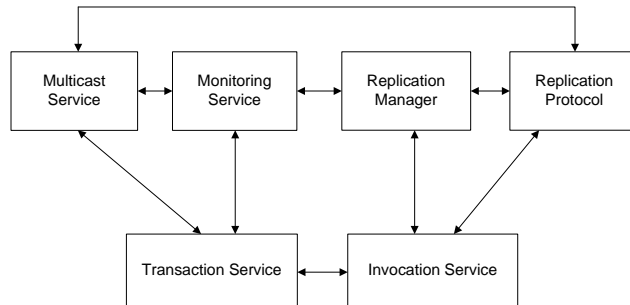 Multicast
Service
Monitoring
Service
Replication
Manager
Replication
Protocol
Transaction Service
Invocation Service